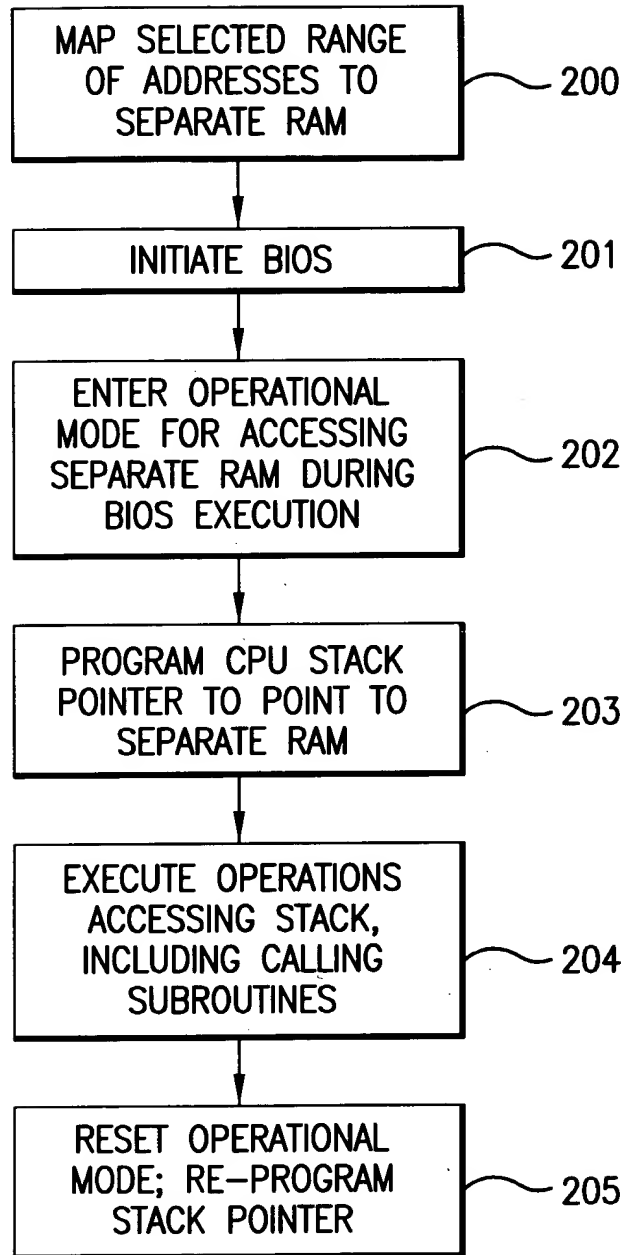 MAP SELECTED RANGE
OF ADDRESSES TO
SEPARATE RAM
200
INITIATE BIOS
201
ENTER OPERATIONAL
MODE FOR ACCESSING
SEPARATE RAM DURING
BIOS EXECUTION
202
PROGRAM CPU STACK
POINTER TO POINT TO
SEPARATE RAM
203
EXECUTE OPERATIONS
ACCESSING STACK,
INCLUDING CALLING
SUBROUTINES
204
RESET OPERATIONAL
MODE; RE-PROGRAM
STACK POINTER
205